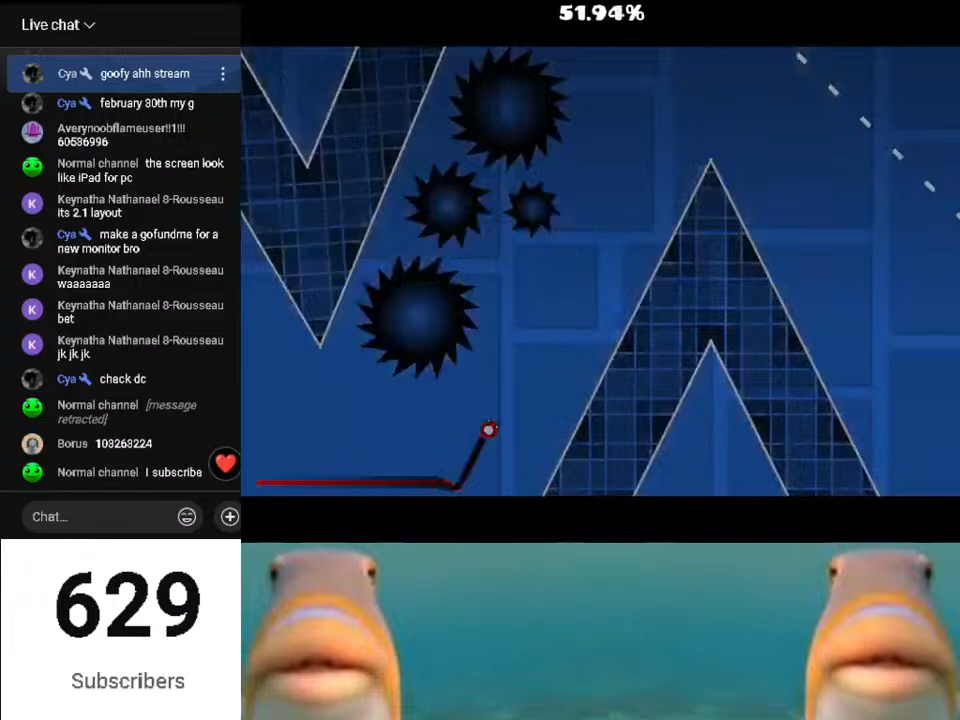 51.94%
Live chat
Cya goofy ahh stream
Cya february 30th my g
Averynoobflameuser!!1!!!
60536996
Normal channel the screen look
like iPad for pc
Keynatha Nathanael 8-Rousseau
its 2.1 layout
Cya make a gofundme for a
new monitor bro
Keynatha Nathanael 8-Rousseau
waaaaaaa
Keynatha Nathanael 8-Rousseau
bet
Keynatha Nathanael 8-Rousseau
jk jk jk
Cya check dc
Normal channel [message
retracted]
Borus 103263224
Normal channel I subscribe
Chat...
629
Subscribers